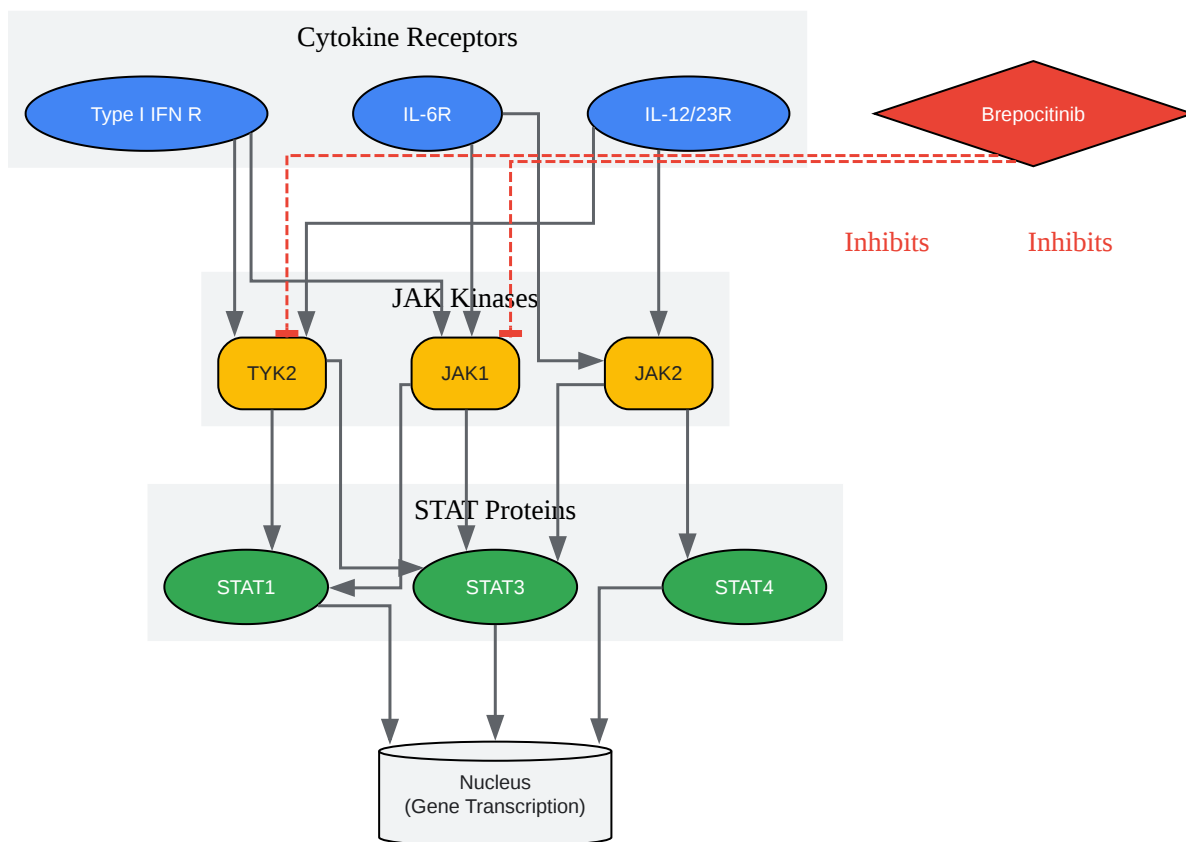 Cytokine Receptors
Type I IFN R
IL-6R
IL-12/23R
Brepocitinib
Inhibits
Inhibits
JAK Kinases
TYK2
JAK1
JAK2
STAT Proteins
STAT1
STAT3
STAT4
Nucleus
(Gene Transcription)